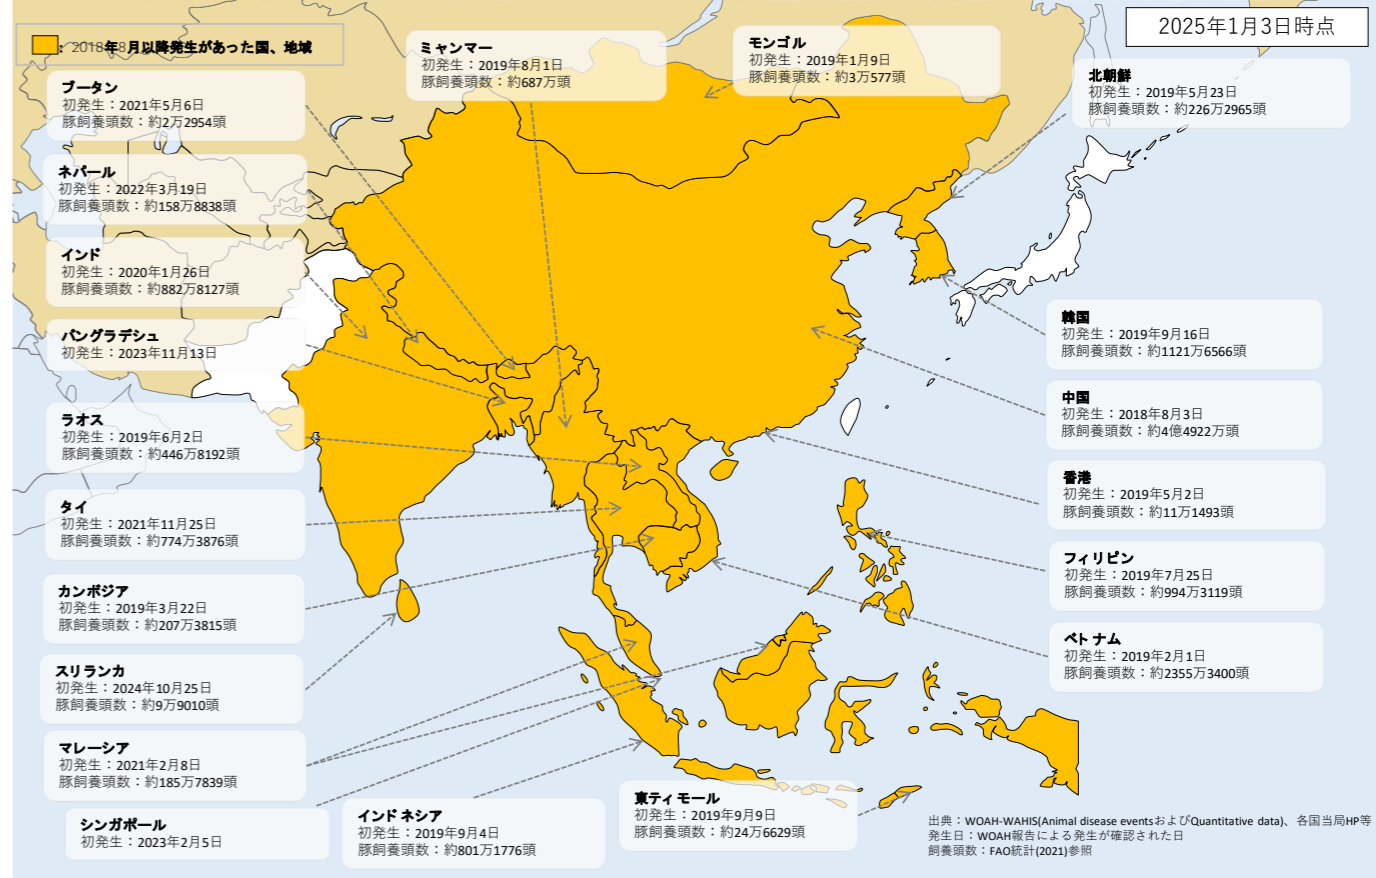 2025年1月3日時点
：2018年8月以降発生があった国、地域
ブータン
初発生：2021年5月6日
豚飼養頭数：約2万2954頭
ネパール
初発生：2022年3月19日
豚飼養頭数：約158万8838頭
インド
初発生：2020年1月26日
豚飼養頭数：約882万8127頭
バングラデシュ
初発生：2023年11月13日
ラオス
初発生：2019年6月2日
豚飼養頭数：約446万8192頭
タイ
初発生：2021年11月25日
豚飼養頭数：約774万3876頭
カンボジア
初発生：2019年3月22日
豚飼養頭数：約207万3815頭
スリランカ
初発生：2024年10月25日
豚飼養頭数：約9万9010頭
マレーシア
初発生：2021年2月8日
豚飼養頭数：約185万7839頭
シンガポール
初発生：2023年2月5日
ミャンマー
初発生：2019年8月1日
豚飼養頭数：約687万頭
モンゴル
初発生：2019年1月9日
豚飼養頭数：約3万577頭
北朝鮮
初発生：2019年5月23日
豚飼養頭数：約226万2965頭
韓国
初発生：2019年9月16日
豚飼養頭数：約1121万6566頭
中国
初発生：2018年8月3日
豚飼養頭数：約4億4922万頭
香港
初発生：2019年5月2日
豚飼養頭数：約11万1493頭
フィリピン
初発生：2019年7月25日
豚飼養頭数：約994万3119頭
ベトナム
初発生：2019年2月1日
豚飼養頭数：約2355万3400頭
インドネシア
初発生：2019年9月4日
豚飼養頭数：約801万1776頭
東ティモール
初発生：2019年9月9日
豚飼養頭数：約24万6629頭
出典：WOAH-WAHIS(Animal disease eventsおよびQuantitative data)、各国当局HP等
発生日：WOAH報告による発生が確認された日
飼養頭数：FAO統計(2021)参照